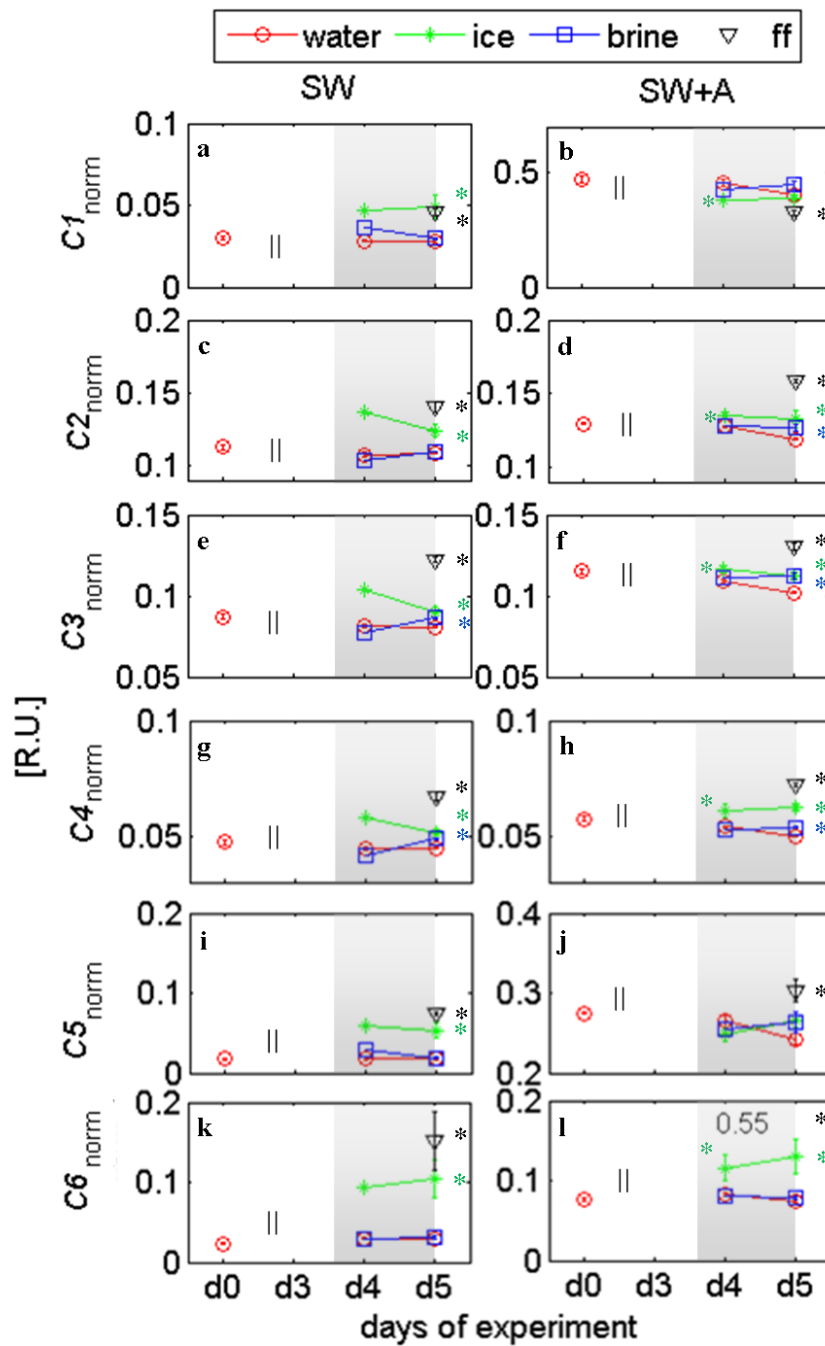 water ice brine ff
SW SW+A
a b
0.1
0.05
0
0.5
0
C1norm
* * * *
c d
0.2
0.15
0.1
0.2
0.15
0.1
C2norm
* * * * * *
e f
0.15
0.1
0.05
0.15
0.1
0.05
C3norm
* * * * * * *
[R.U.]
g h
0.1
0.05
0.1
0.05
C4norm
* * * * * * *
i j
0.2
0.1
0
0.4
0.3
0.2
C5norm
* * *
k l
0.2
0.1
0
0.2
0.1
0
C6norm
0.55
* * * * *
d0 d3 d4 d5 d0 d3 d4 d5
days of experiment